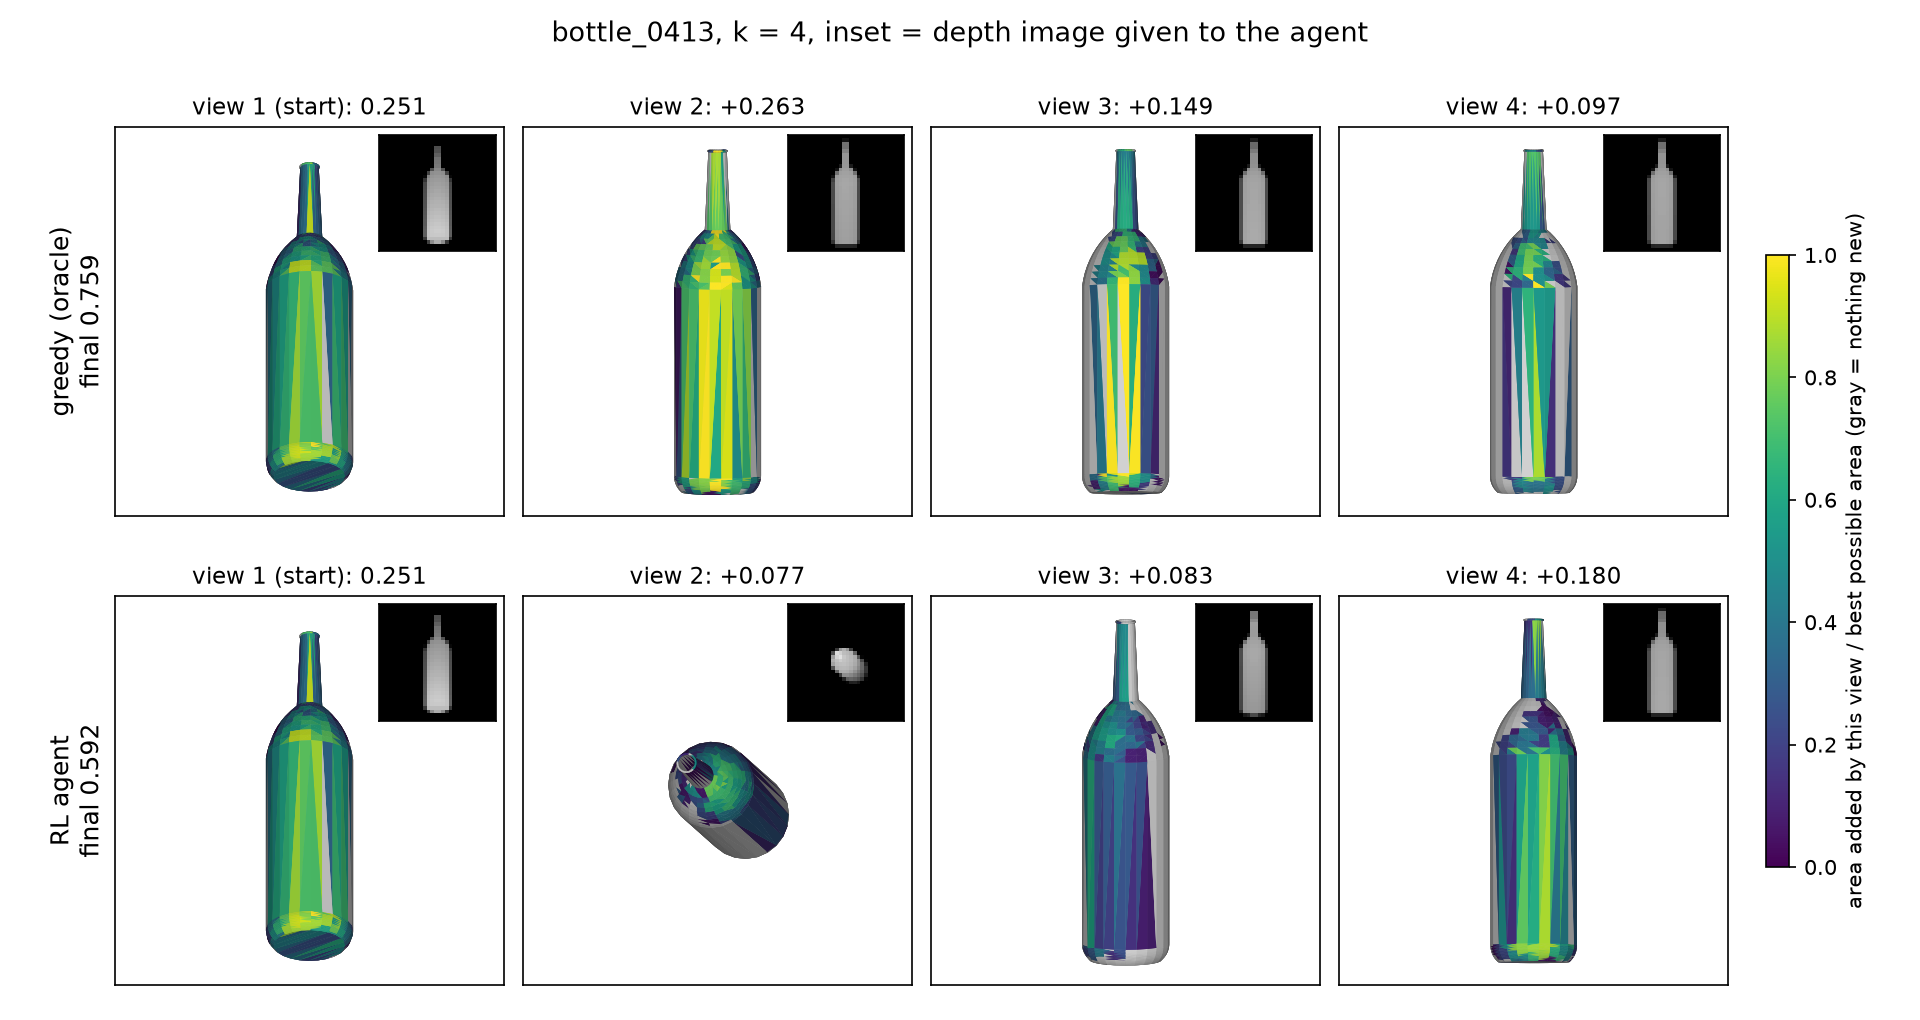 bottle_0413, k = 4, inset = depth image given to the agent
view 1 (start): 0.251
view 2: +0.263
view 3: +0.149
view 4: +0.097
greedy (oracle)
final 0.759
view 1 (start): 0.251
view 2: +0.077
view 3: +0.083
view 4: +0.180
RL agent
final 0.592
1.0
0.8
0.6
0.4
0.2
0.0
area added by this view / best possible area (gray = nothing new)